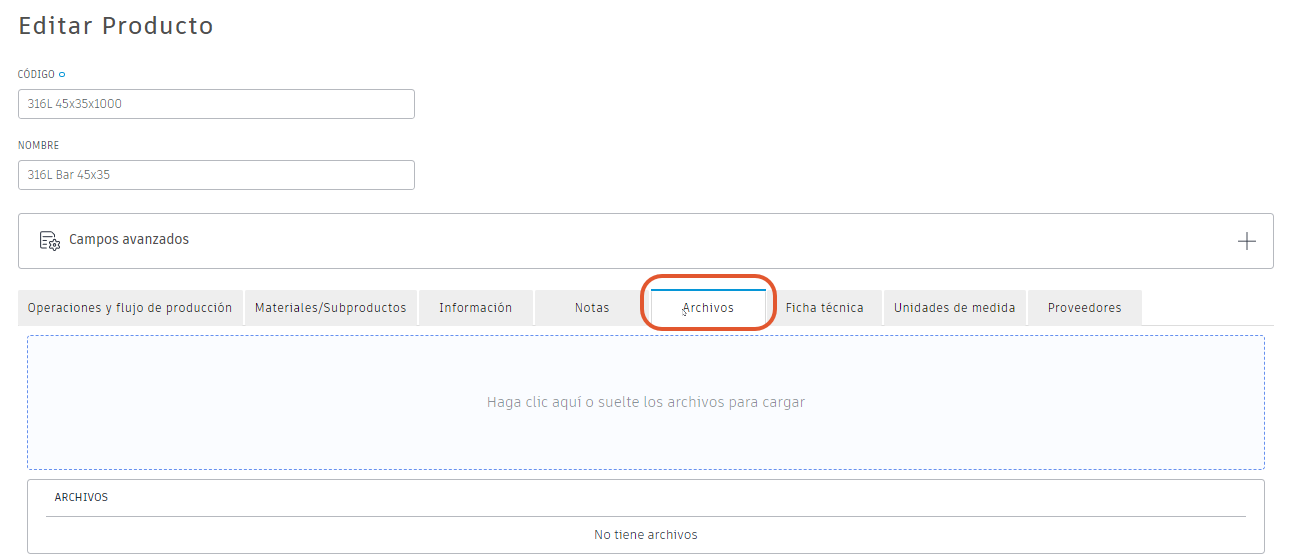 Editar Producto
CÓDIGO
316L 45x35x1000
NOMBRE
316L Bar 45x35
Campos avanzados
Operaciones y flujo de producción Materiales/Subproductos Información Notas Archivos Ficha técnica Unidades de medida Proveedores
Haga clic aquí o suelte los archivos para cargar
ARCHIVOS
No tiene archivos